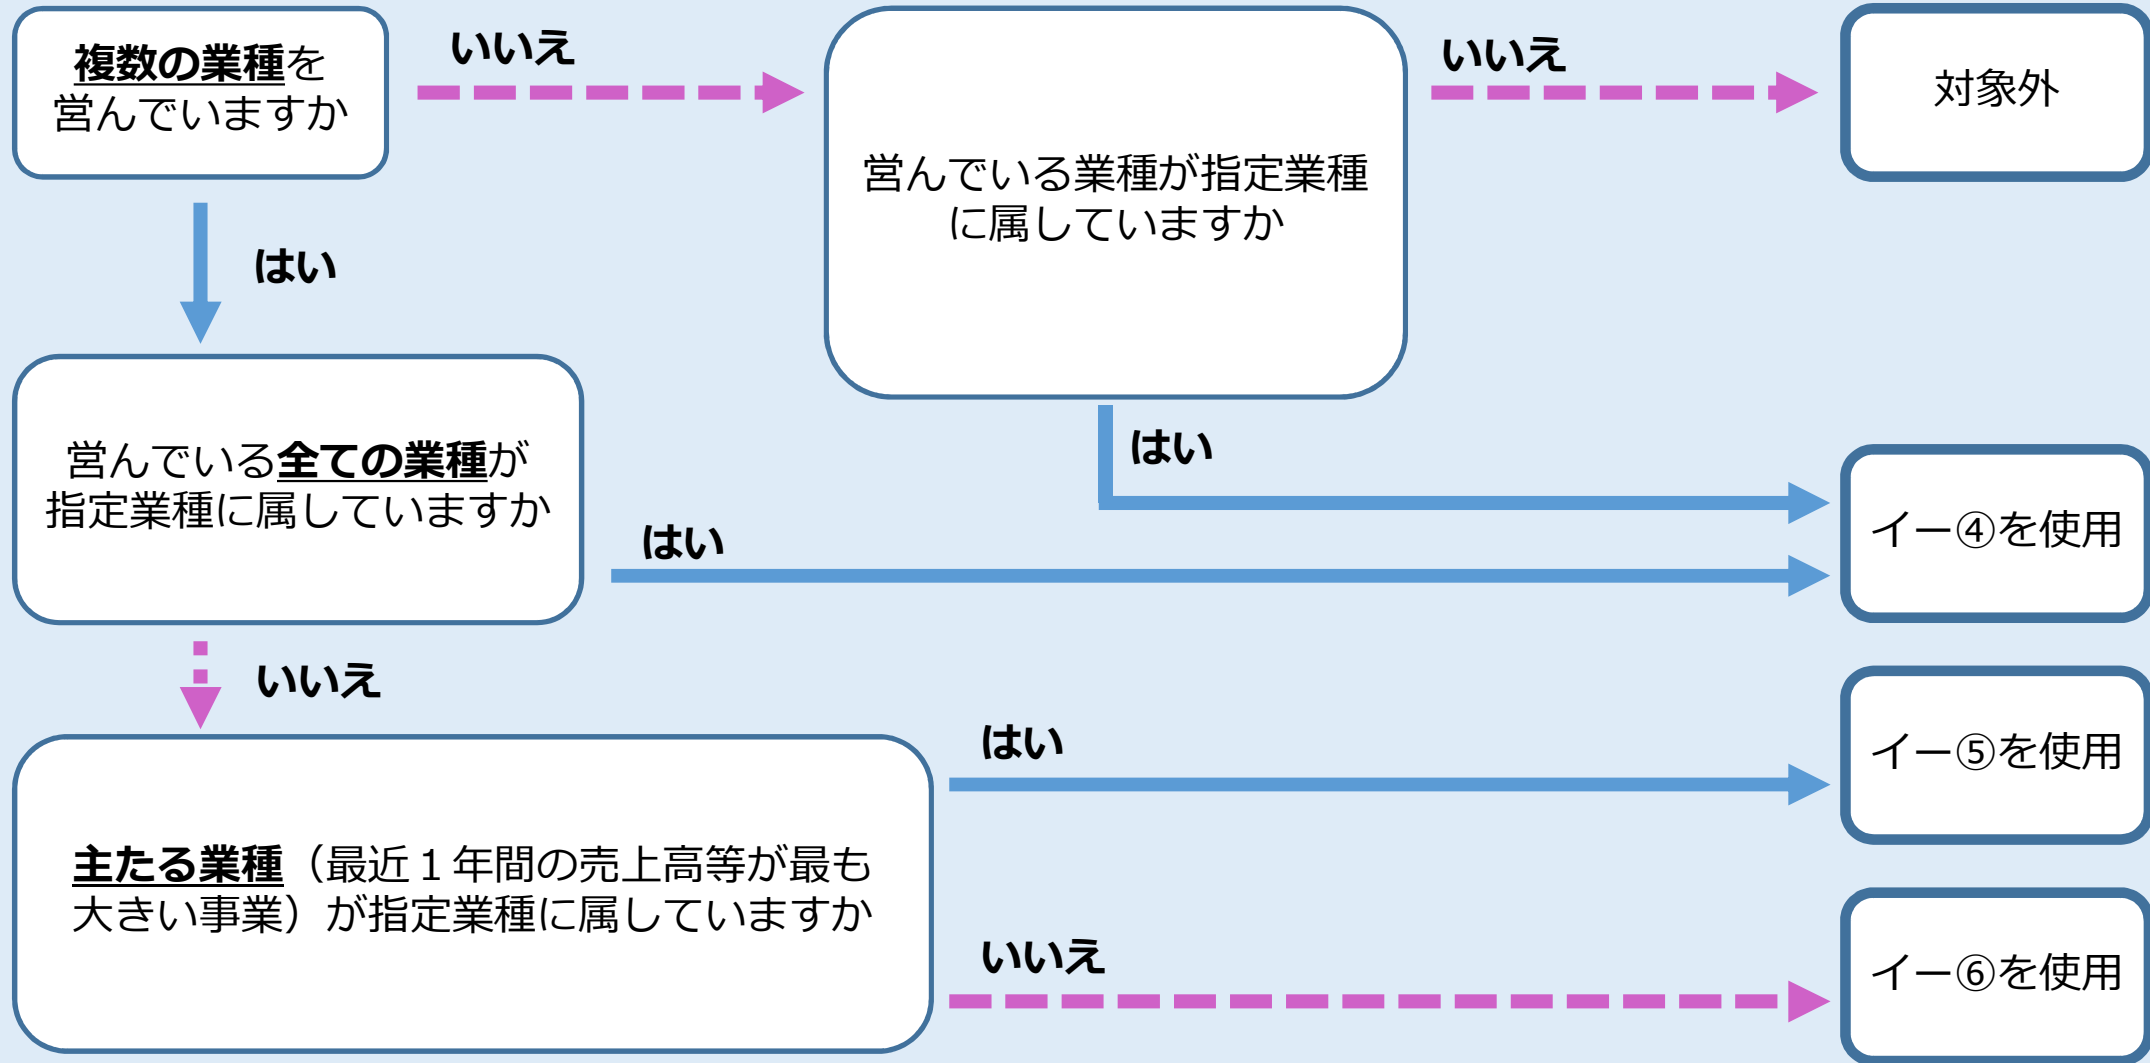 複数の業種を
営んでいますか
いいえ
営んでいる業種が指定業種
に属していますか
いいえ
対象外
はい
はい
イー④を使用
営んでいる全ての業種が
指定業種に属していますか
はい
いいえ
主たる業種（最近１年間の売上高等が最も
大きい事業）が指定業種に属していますか
はい
イー⑤を使用
いいえ
イー⑥を使用